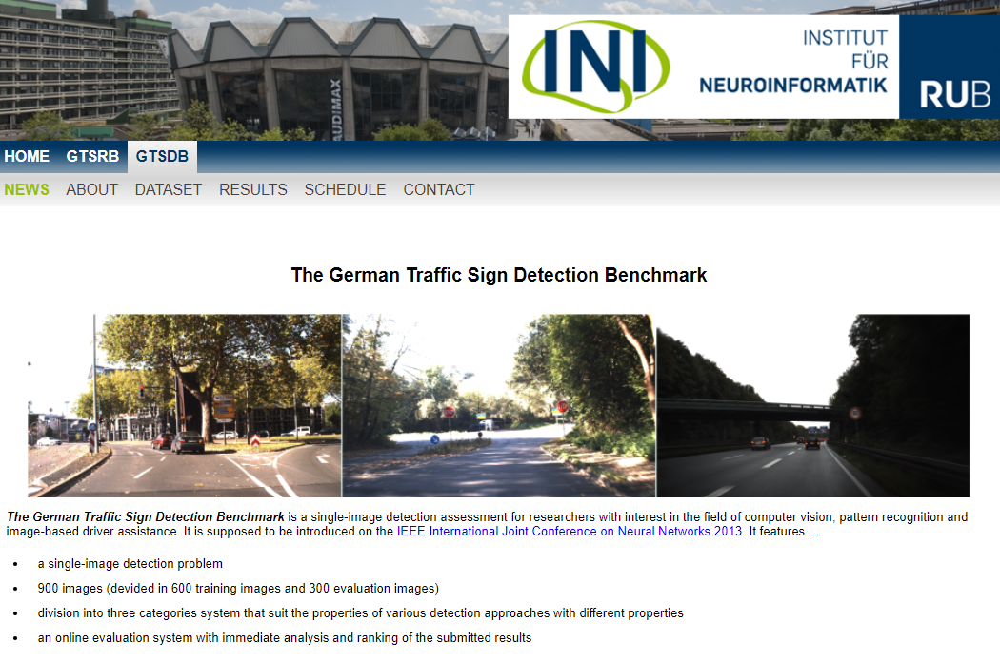 AUDIMAX
INI
INSTITUT
FÜR
NEUROINFORMATIK
RUB
HOME GTSRB GTSDB
NEWS ABOUT DATASET RESULTS SCHEDULE CONTACT
The German Traffic Sign Detection Benchmark
The German Traffic Sign Detection Benchmark is a single-image detection assessment for researchers with interest in the field of computer vision, pattern recognition and
image-based driver assistance. It is supposed to be introduced on the IEEE International Joint Conference on Neural Networks 2013. It features ...
• a single-image detection problem
• 900 images (devided in 600 training images and 300 evaluation images)
• division into three categories system that suit the properties of various detection approaches with different properties
• an online evaluation system with immediate analysis and ranking of the submitted results